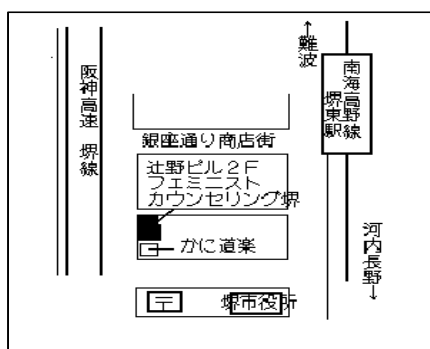 阪神高速 堺線
←難波
南海高野線
堺東駅
銀座通り商店街
辻野ビル2F
フェミニスト
カウンセリング堺
かに道楽
河内長野→
〒
堺市役所